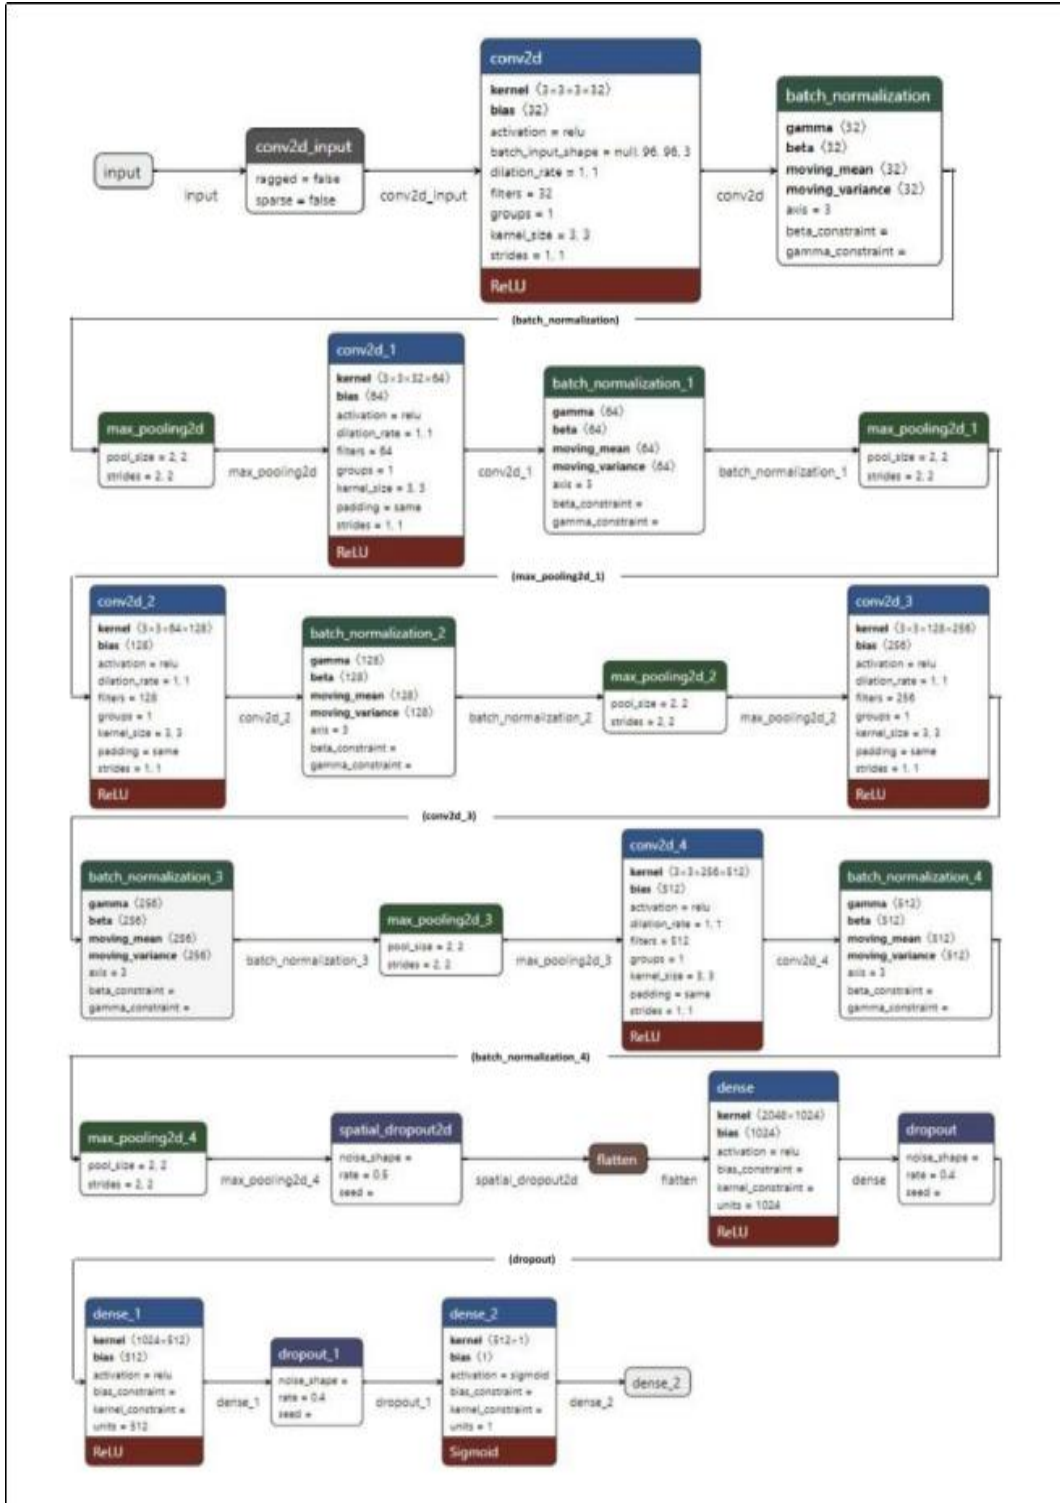 conv2d
kernel ⟨3×3×3×32⟩
bias ⟨32⟩
activation = relu
batch_input_shape = null, 96, 96, 3
dilation_rate = 1, 1
filters = 32
groups = 1
kernel_size = 3, 3
strides = 1, 1
ReLU
batch_normalization
gamma ⟨32⟩
beta ⟨32⟩
moving_mean ⟨32⟩
moving_variance ⟨32⟩
axis = 3
beta_constraint =
gamma_constraint =
conv2d_input
ragged = false
sparse = false
input
input
conv2d_input
conv2d
(batch_normalization)
max_pooling2d
pool_size = 2, 2
strides = 2, 2
max_pooling2d
conv2d_1
kernel ⟨3×3×32×64⟩
bias ⟨64⟩
activation = relu
dilation_rate = 1, 1
filters = 64
groups = 1
kernel_size = 3, 3
padding = same
strides = 1, 1
ReLU
conv2d_1
batch_normalization_1
gamma ⟨64⟩
beta ⟨64⟩
moving_mean ⟨64⟩
moving_variance ⟨64⟩
axis = 3
beta_constraint =
gamma_constraint =
batch_normalization_1
max_pooling2d_1
pool_size = 2, 2
strides = 2, 2
(max_pooling2d_1)
conv2d_2
kernel ⟨3×3×64×128⟩
bias ⟨128⟩
activation = relu
dilation_rate = 1, 1
filters = 128
groups = 1
kernel_size = 3, 3
padding = same
strides = 1, 1
ReLU
conv2d_2
batch_normalization_2
gamma ⟨128⟩
beta ⟨128⟩
moving_mean ⟨128⟩
moving_variance ⟨128⟩
axis = 3
beta_constraint =
gamma_constraint =
batch_normalization_2
max_pooling2d_2
pool_size = 2, 2
strides = 2, 2
max_pooling2d_2
conv2d_3
kernel ⟨3×3×128×256⟩
bias ⟨256⟩
activation = relu
dilation_rate = 1, 1
filters = 256
groups = 1
kernel_size = 3, 3
padding = same
strides = 1, 1
ReLU
(conv2d_3)
batch_normalization_3
gamma ⟨256⟩
beta ⟨256⟩
moving_mean ⟨256⟩
moving_variance ⟨256⟩
axis = 3
beta_constraint =
gamma_constraint =
batch_normalization_3
max_pooling2d_3
pool_size = 2, 2
strides = 2, 2
max_pooling2d_3
conv2d_4
kernel ⟨3×3×256×512⟩
bias ⟨512⟩
activation = relu
dilation_rate = 1, 1
filters = 512
groups = 1
kernel_size = 3, 3
padding = same
strides = 1, 1
ReLU
conv2d_4
batch_normalization_4
gamma ⟨512⟩
beta ⟨512⟩
moving_mean ⟨512⟩
moving_variance ⟨512⟩
axis = 3
beta_constraint =
gamma_constraint =
(batch_normalization_4)
max_pooling2d_4
pool_size = 2, 2
strides = 2, 2
max_pooling2d_4
spatial_dropout2d
noise_shape =
rate = 0.5
seed =
spatial_dropout2d
flatten
flatten
dense
kernel ⟨2048×1024⟩
bias ⟨1024⟩
activation = relu
bias_constraint =
kernel_constraint =
units = 1024
ReLU
dense
dropout
noise_shape =
rate = 0.4
seed =
(dropout)
dense_1
kernel ⟨1024×512⟩
bias ⟨512⟩
activation = relu
bias_constraint =
kernel_constraint =
units = 512
ReLU
dense_1
dropout_1
noise_shape =
rate = 0.4
seed =
dropout_1
dense_2
kernel ⟨512×1⟩
bias ⟨1⟩
activation = sigmoid
bias_constraint =
kernel_constraint =
units = 1
Sigmoid
dense_2
dense_2